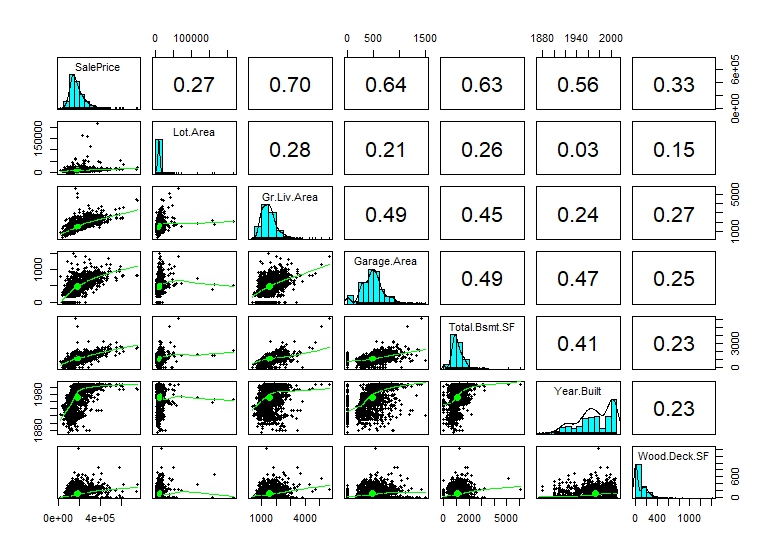 0 100000 0 500 1500 1880 1940 2000
SalePrice 0.27 0.70 0.64 0.63 0.56 0.33 0e+00 6e+05
0 150000 Lot.Area 0.28 0.21 0.26 0.03 0.15
Gr.Liv.Area 0.49 0.45 0.24 0.27 1000 5000
0 1000 Garage.Area 0.49 0.47 0.25
Total.Bsmt.SF 0.41 0.23 0 3000
1880 1980 Year.Built 0.23
Wood.Deck.SF 0 600
0e+00 4e+05 1000 4000 0 2000 6000 0 400 1000